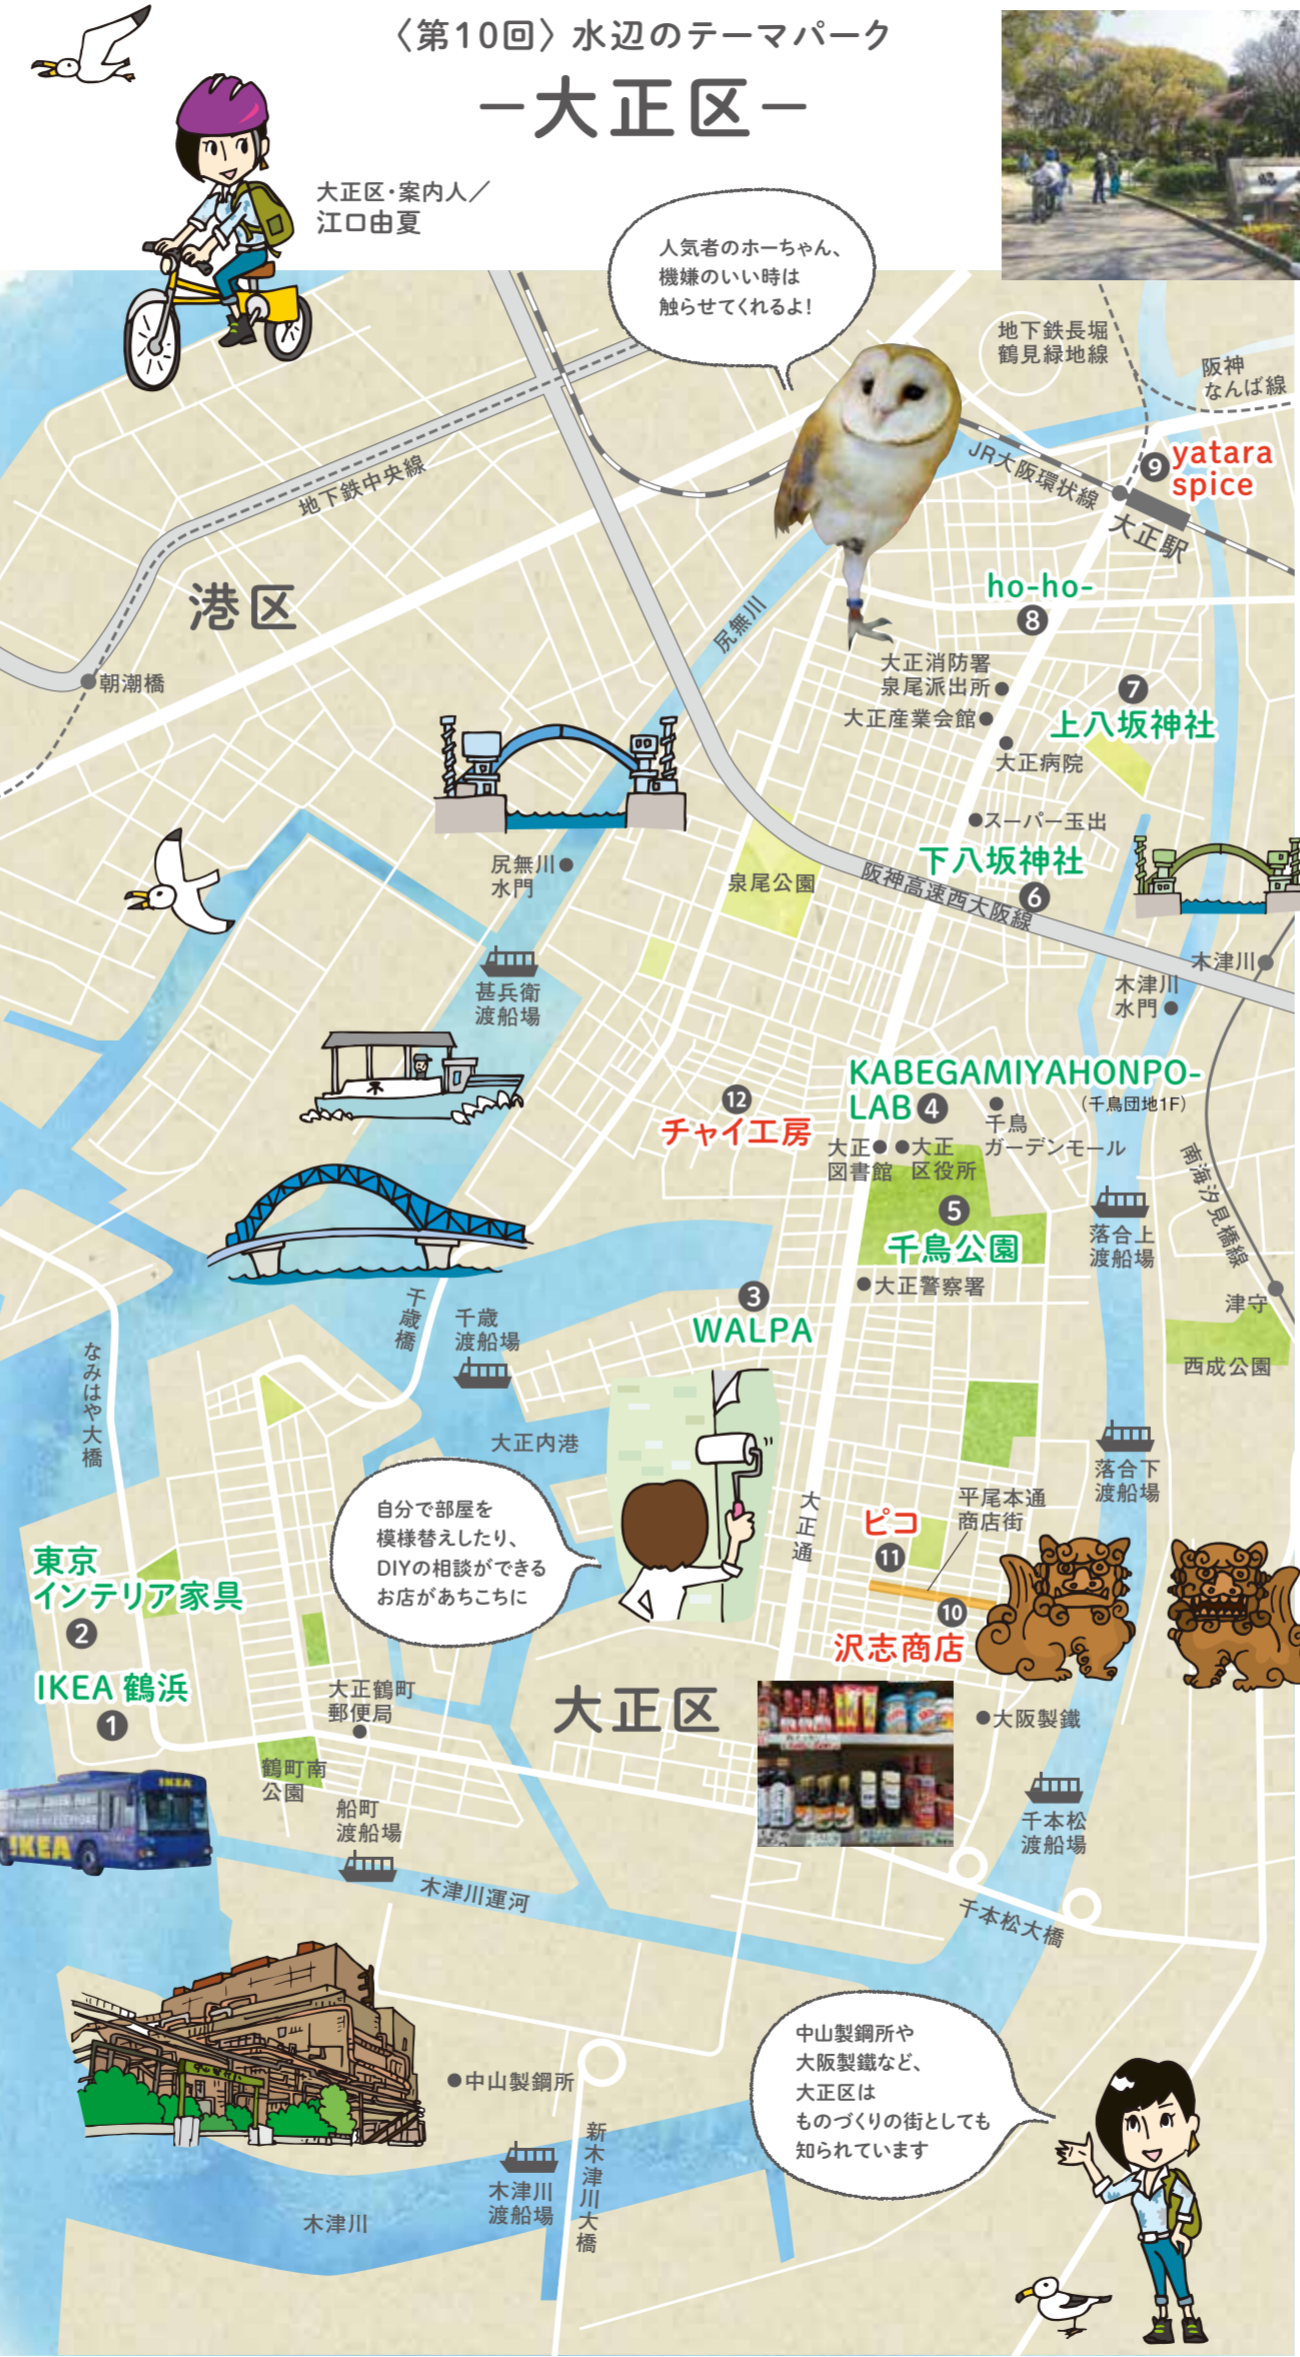 〈第10回〉水辺のテーマパーク
－大正区－
大正区・案内人／
江口由夏
人気者のホーちゃん、
機嫌のいい時は
触らせてくれるよ！
地下鉄長堀
鶴見緑地線
阪神
なんば線
地下鉄中央線
JR大阪環状線
❾ yatara
spice
大正駅
港区
尻無川
ho-ho-
❽
朝潮橋
大正消防署
泉尾派出所
大正産業会館
❼
上八坂神社
大正病院
スーパー玉出
下八坂神社
❻
尻無川
水門
泉尾公園
阪神高速西大阪線
木津川
木津川
水門
甚兵衛
渡船場
KABEGAMIYAHONPO-
LAB ❹
（千鳥団地1F）
千鳥
ガーデンモール
⓬
チャイ工房
大正
図書館
大正
区役所
南海汐見橋線
❺
千鳥公園
落合上
渡船場
大正警察署
津守
西成公園
千歳橋
千歳
渡船場
❸
WALPA
なみはや大橋
大正内港
落合下
渡船場
自分で部屋を
模様替えしたり、
DIYの相談ができる
お店があちこちに
大正通
ピコ
⓫
平尾本通
商店街
❿
沢志商店
東京
インテリア家具
❷
IKEA 鶴浜
❶
大正鶴町
郵便局
大正区
大阪製鐵
鶴町南
公園
IKEA
IKEA
船町
渡船場
千本松
渡船場
木津川運河
千本松大橋
中山製鋼所
中山製鋼所や
大阪製鐵など、
大正区は
ものづくりの街としても
知られています
新木津川大橋
木津川
渡船場
木津川